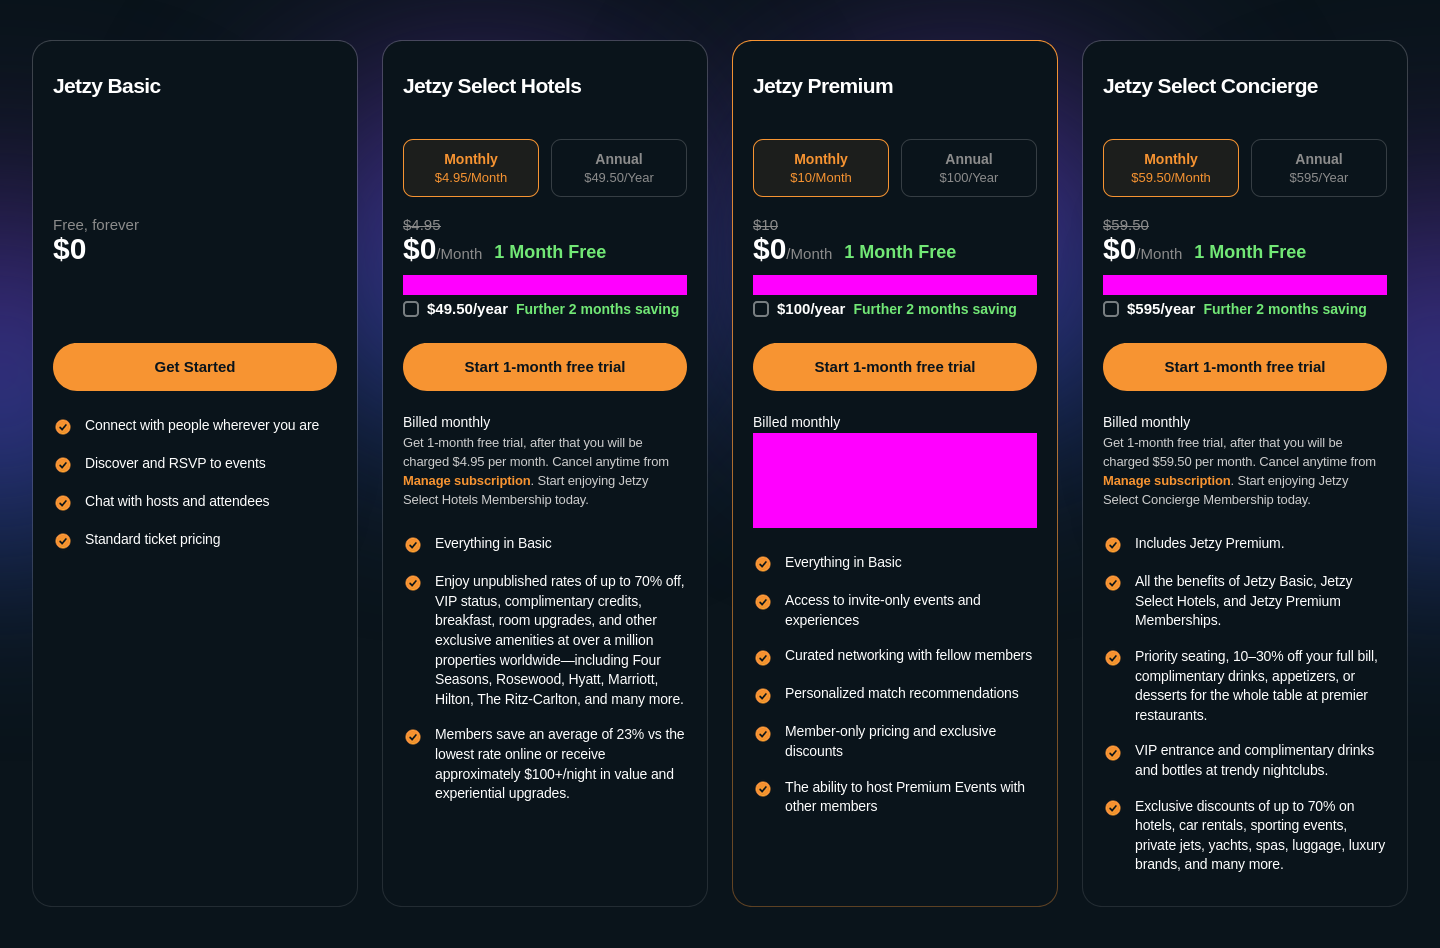 Jetzy Basic
Free, forever
$0
Get Started
Connect with people wherever you are
Discover and RSVP to events
Chat with hosts and attendees
Standard ticket pricing
Jetzy Select Hotels
Monthly
$4.95/Month
Annual
$49.50/Year
$4.95
$0/Month 1 Month Free
$49.50/year Further 2 months saving
Start 1-month free trial
Billed monthly
Get 1-month free trial, after that you will be
charged $4.95 per month. Cancel anytime from
Manage subscription. Start enjoying Jetzy
Select Hotels Membership today.
Everything in Basic
Enjoy unpublished rates of up to 70% off,
VIP status, complimentary credits,
breakfast, room upgrades, and other
exclusive amenities at over a million
properties worldwide—including Four
Seasons, Rosewood, Hyatt, Marriott,
Hilton, The Ritz-Carlton, and many more.
Members save an average of 23% vs the
lowest rate online or receive
approximately $100+/night in value and
experiential upgrades.
Jetzy Premium
Monthly
$10/Month
Annual
$100/Year
$10
$0/Month 1 Month Free
$100/year Further 2 months saving
Start 1-month free trial
Billed monthly
Everything in Basic
Access to invite-only events and
experiences
Curated networking with fellow members
Personalized match recommendations
Member-only pricing and exclusive
discounts
The ability to host Premium Events with
other members
Jetzy Select Concierge
Monthly
$59.50/Month
Annual
$595/Year
$59.50
$0/Month 1 Month Free
$595/year Further 2 months saving
Start 1-month free trial
Billed monthly
Get 1-month free trial, after that you will be
charged $59.50 per month. Cancel anytime from
Manage subscription. Start enjoying Jetzy
Select Concierge Membership today.
Includes Jetzy Premium.
All the benefits of Jetzy Basic, Jetzy
Select Hotels, and Jetzy Premium
Memberships.
Priority seating, 10–30% off your full bill,
complimentary drinks, appetizers, or
desserts for the whole table at premier
restaurants.
VIP entrance and complimentary drinks
and bottles at trendy nightclubs.
Exclusive discounts of up to 70% on
hotels, car rentals, sporting events,
private jets, yachts, spas, luggage, luxury
brands, and many more.